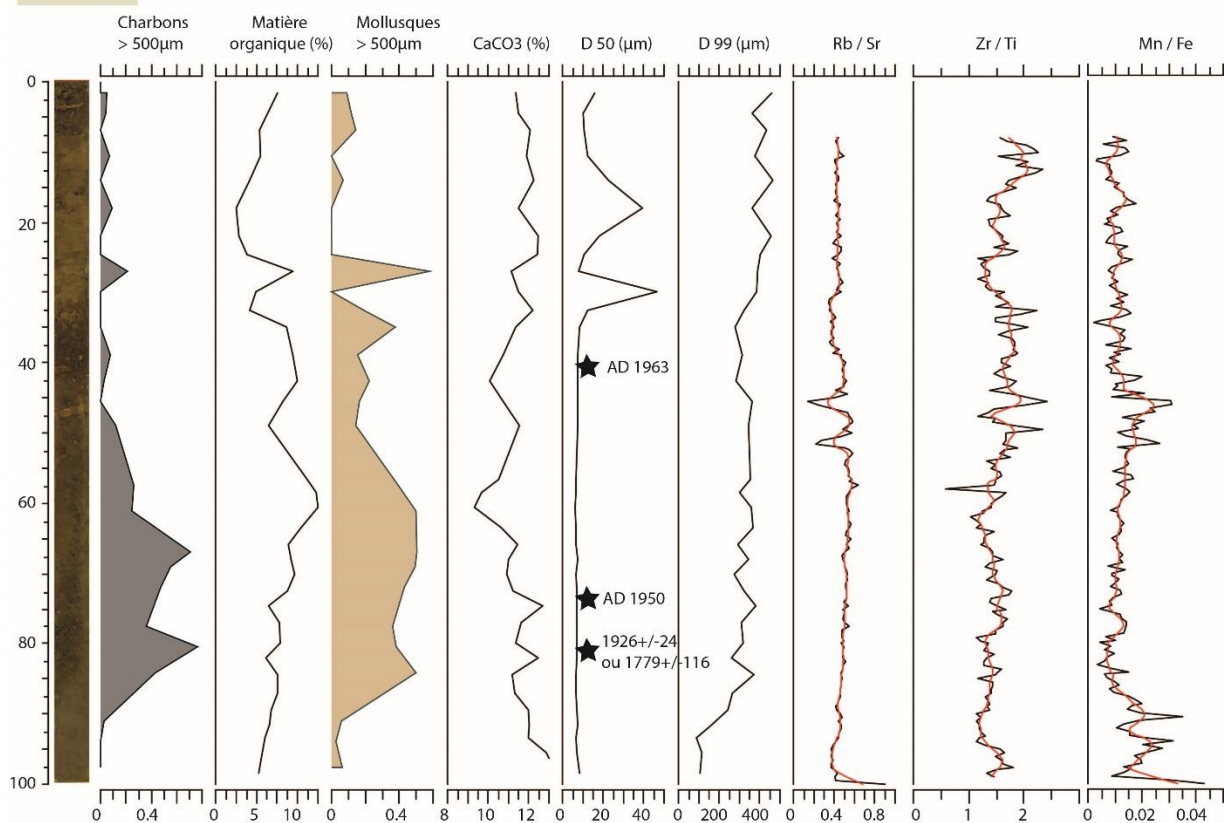 Charbons
> 500µm
Matière
organique (%)
Mollusques
> 500µm
CaCO3 (%)
D 50 (µm)
D 99 (µm)
Rb / Sr
Zr / Ti
Mn / Fe
0
20
40
60
80
100
AD 1963
AD 1950
1926+/-24
ou 1779+/-116
0 0.4
5 10
0 0.4 0.8
10 12
0 20 40
0 200 400
0 0.4 0.8
0 1 2
0 0.02 0.04